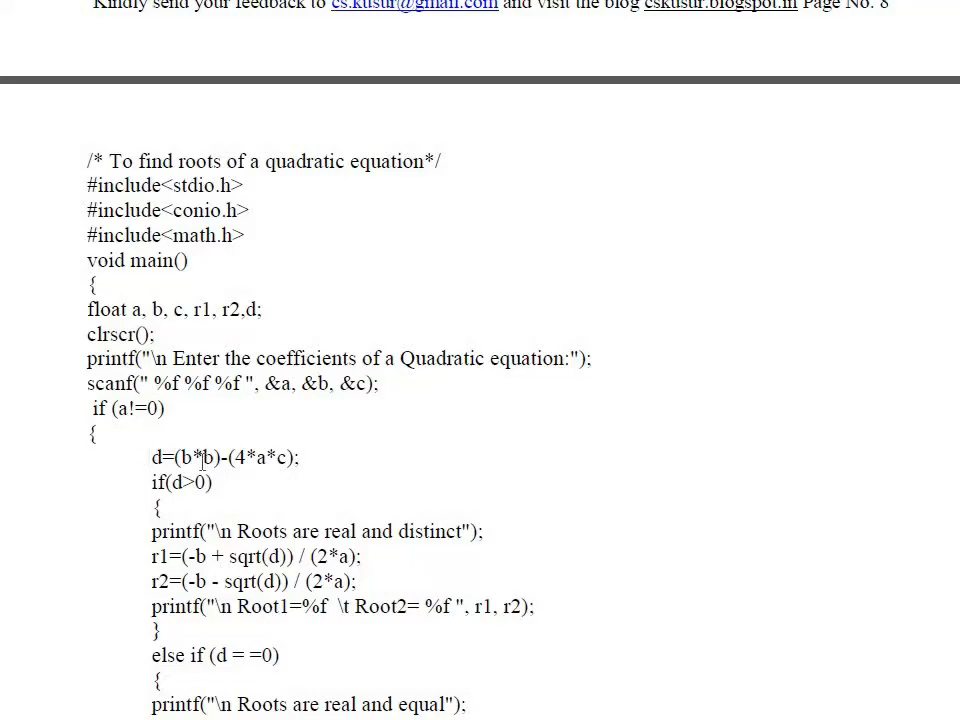 Kindly send your feedback to cs.kusur@gmail.com and visit the blog cskusur.blogspot.in Page No. 8
/* To find roots of a quadratic equation*/
#include<stdio.h>
#include<conio.h>
#include<math.h>
void main()
{
float a, b, c, r1, r2,d;
clrscr();
printf("\n Enter the coefficients of a Quadratic equation:");
scanf(" %f %f %f ", &a, &b, &c);
if (a!=0)
{
d=(b*b)-(4*a*c);
if(d>0)
{
printf("\n Roots are real and distinct");
r1=(-b + sqrt(d)) / (2*a);
r2=(-b - sqrt(d)) / (2*a);
printf("\n Root1=%f  \t Root2= %f ", r1, r2);
}
else if (d = =0)
{
printf("\n Roots are real and equal");